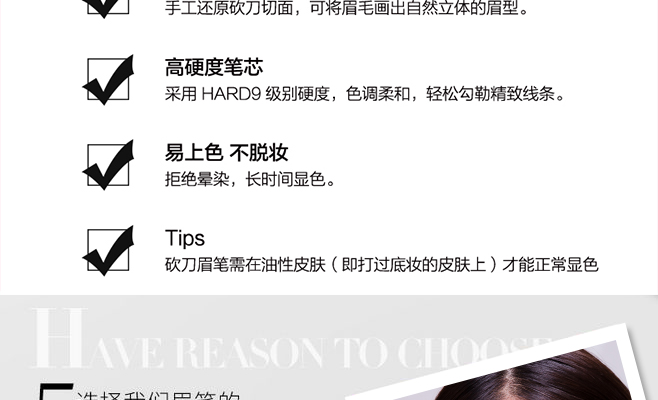 手工还原砍刀切面，可将眉毛画出自然立体的眉型。
高硬度笔芯
采用 HARD9 级别硬度，色调柔和，轻松勾勒精致线条。
易上色 不脱妆
拒绝晕染，长时间显色。
Tips
砍刀眉笔需在油性皮肤（即打过底妆的皮肤上）才能正常显色
HAVE REASON TO CHOOSE
选择我们眉笔的